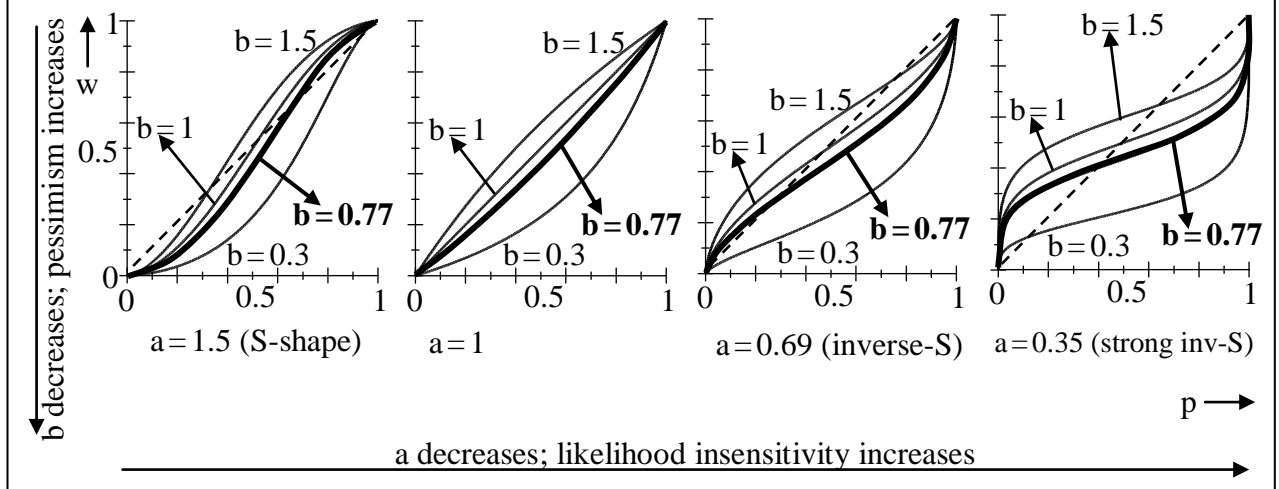 b decreases; pessimism increases
w
1
0.5
0
b = 1.5
b = 1
b = 0.77
b = 0.3
0 0.5 1
a = 1.5 (S-shape)
b = 1.5
b = 1
b = 0.77
b = 0.3
0 0.5 1
a = 1
b = 1.5
b = 1
b = 0.77
b = 0.3
0 0.5 1
a = 0.69 (inverse-S)
b = 1.5
b = 1
b = 0.77
b = 0.3
0 0.5 1
a = 0.35 (strong inv-S)
p
a decreases; likelihood insensitivity increases